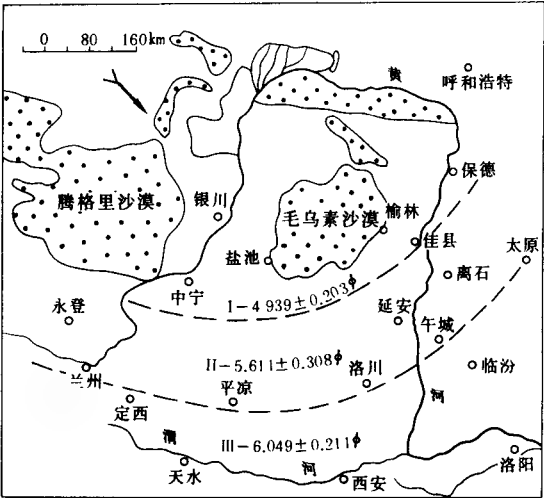 0 80 160km
黄
呼和浩特
保德
腾格里沙漠
银川
毛乌素沙漠
榆林
佳县
太原
盐池
离石
中宁
I-4 939±0.203ϕ
永登
延安
午城
II-5.611±0.308ϕ
洛川
临汾
兰州
平凉
河
定西
渭
III-6.049±0.211ϕ
河
洛阳
天水
西安